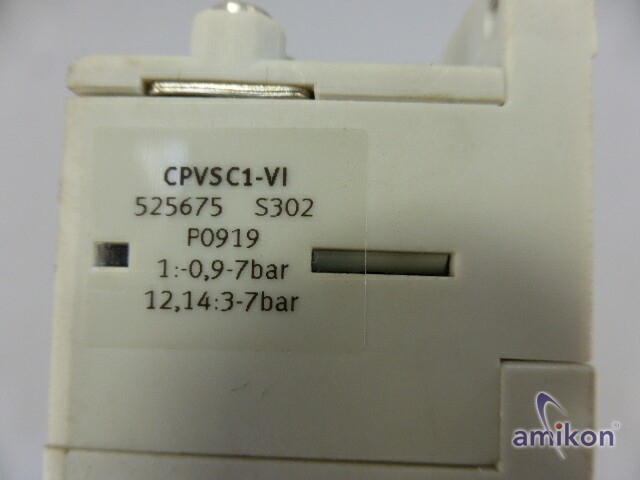 CPVSC1-VI
525675 S302
P0919
1:-0,9-7bar
12,14:3-7bar
amikon®